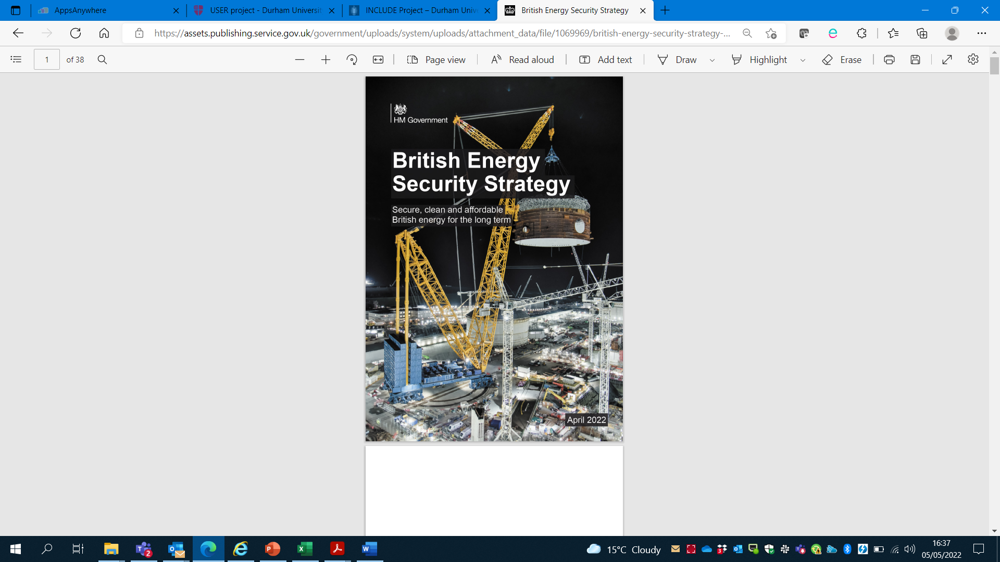 AppsAnywhere
USER project - Durham Universit
INCLUDE Project – Durham Unive
British Energy Security Strategy
https://assets.publishing.service.gov.uk/government/uploads/system/uploads/attachment_data/file/1069969/british-energy-security-strategy-...
1 of 38
Page view
Read aloud
Add text
Draw
Highlight
Erase
HM Government
British Energy
Security Strategy
Secure, clean and affordable
British energy for the long term
April 2022
15°C Cloudy
16:37
05/05/2022
2